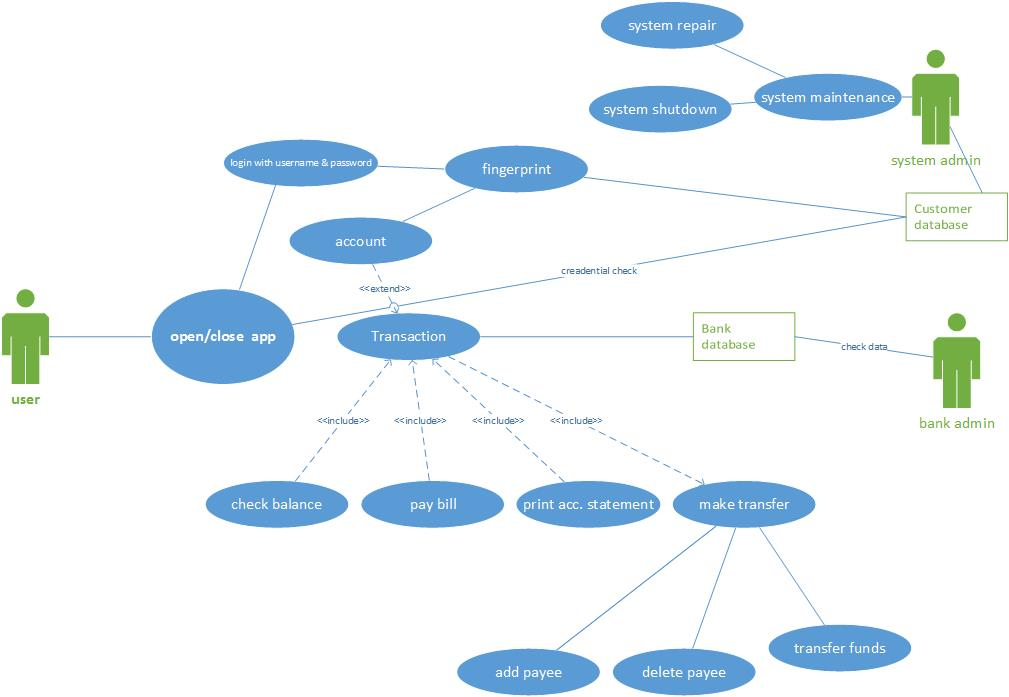 system repair
system maintenance
system shutdown
system admin
login with username & password
fingerprint
Customer
database
account
creadential check
<<extend>>
open/close app
Transaction
Bank
database
check data
user
bank admin
<<include>>
<<include>>
<<include>>
<<include>>
check balance
pay bill
print acc. statement
make transfer
transfer funds
add payee
delete payee